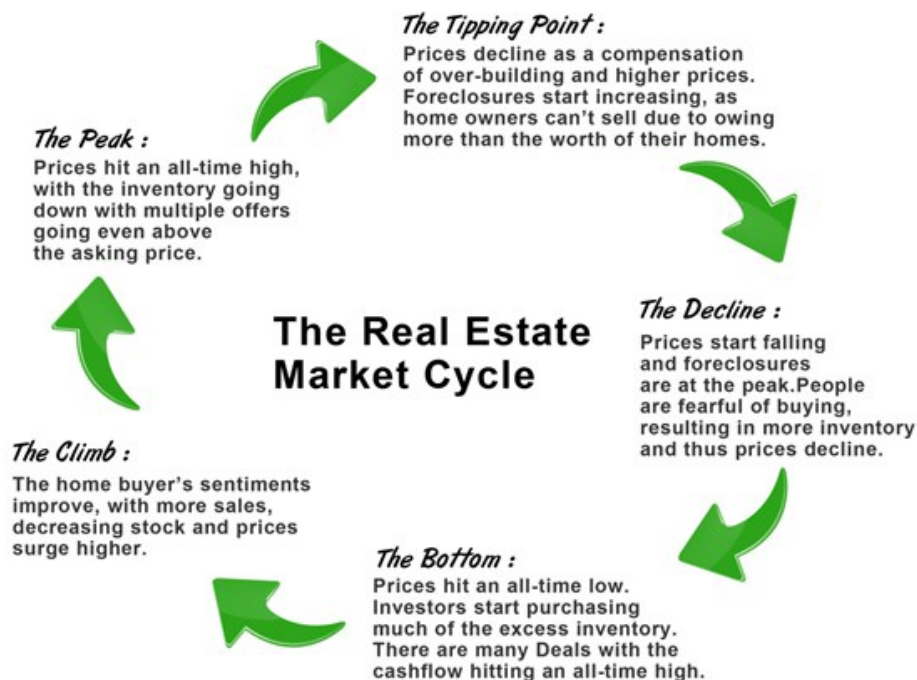 The Tipping Point :
Prices decline as a compensation
of over-building and higher prices.
Foreclosures start increasing, as
home owners can't sell due to owing
more than the worth of their homes.
The Peak :
Prices hit an all-time high,
with the inventory going
down with multiple offers
going even above
the asking price.
The Real Estate
Market Cycle
The Decline :
Prices start falling
and foreclosures
are at the peak.People
are fearful of buying,
resulting in more inventory
and thus prices decline.
The Climb :
The home buyer's sentiments
improve, with more sales,
decreasing stock and prices
surge higher.
The Bottom :
Prices hit an all-time low.
Investors start purchasing
much of the excess inventory.
There are many Deals with the
cashflow hitting an all-time high.